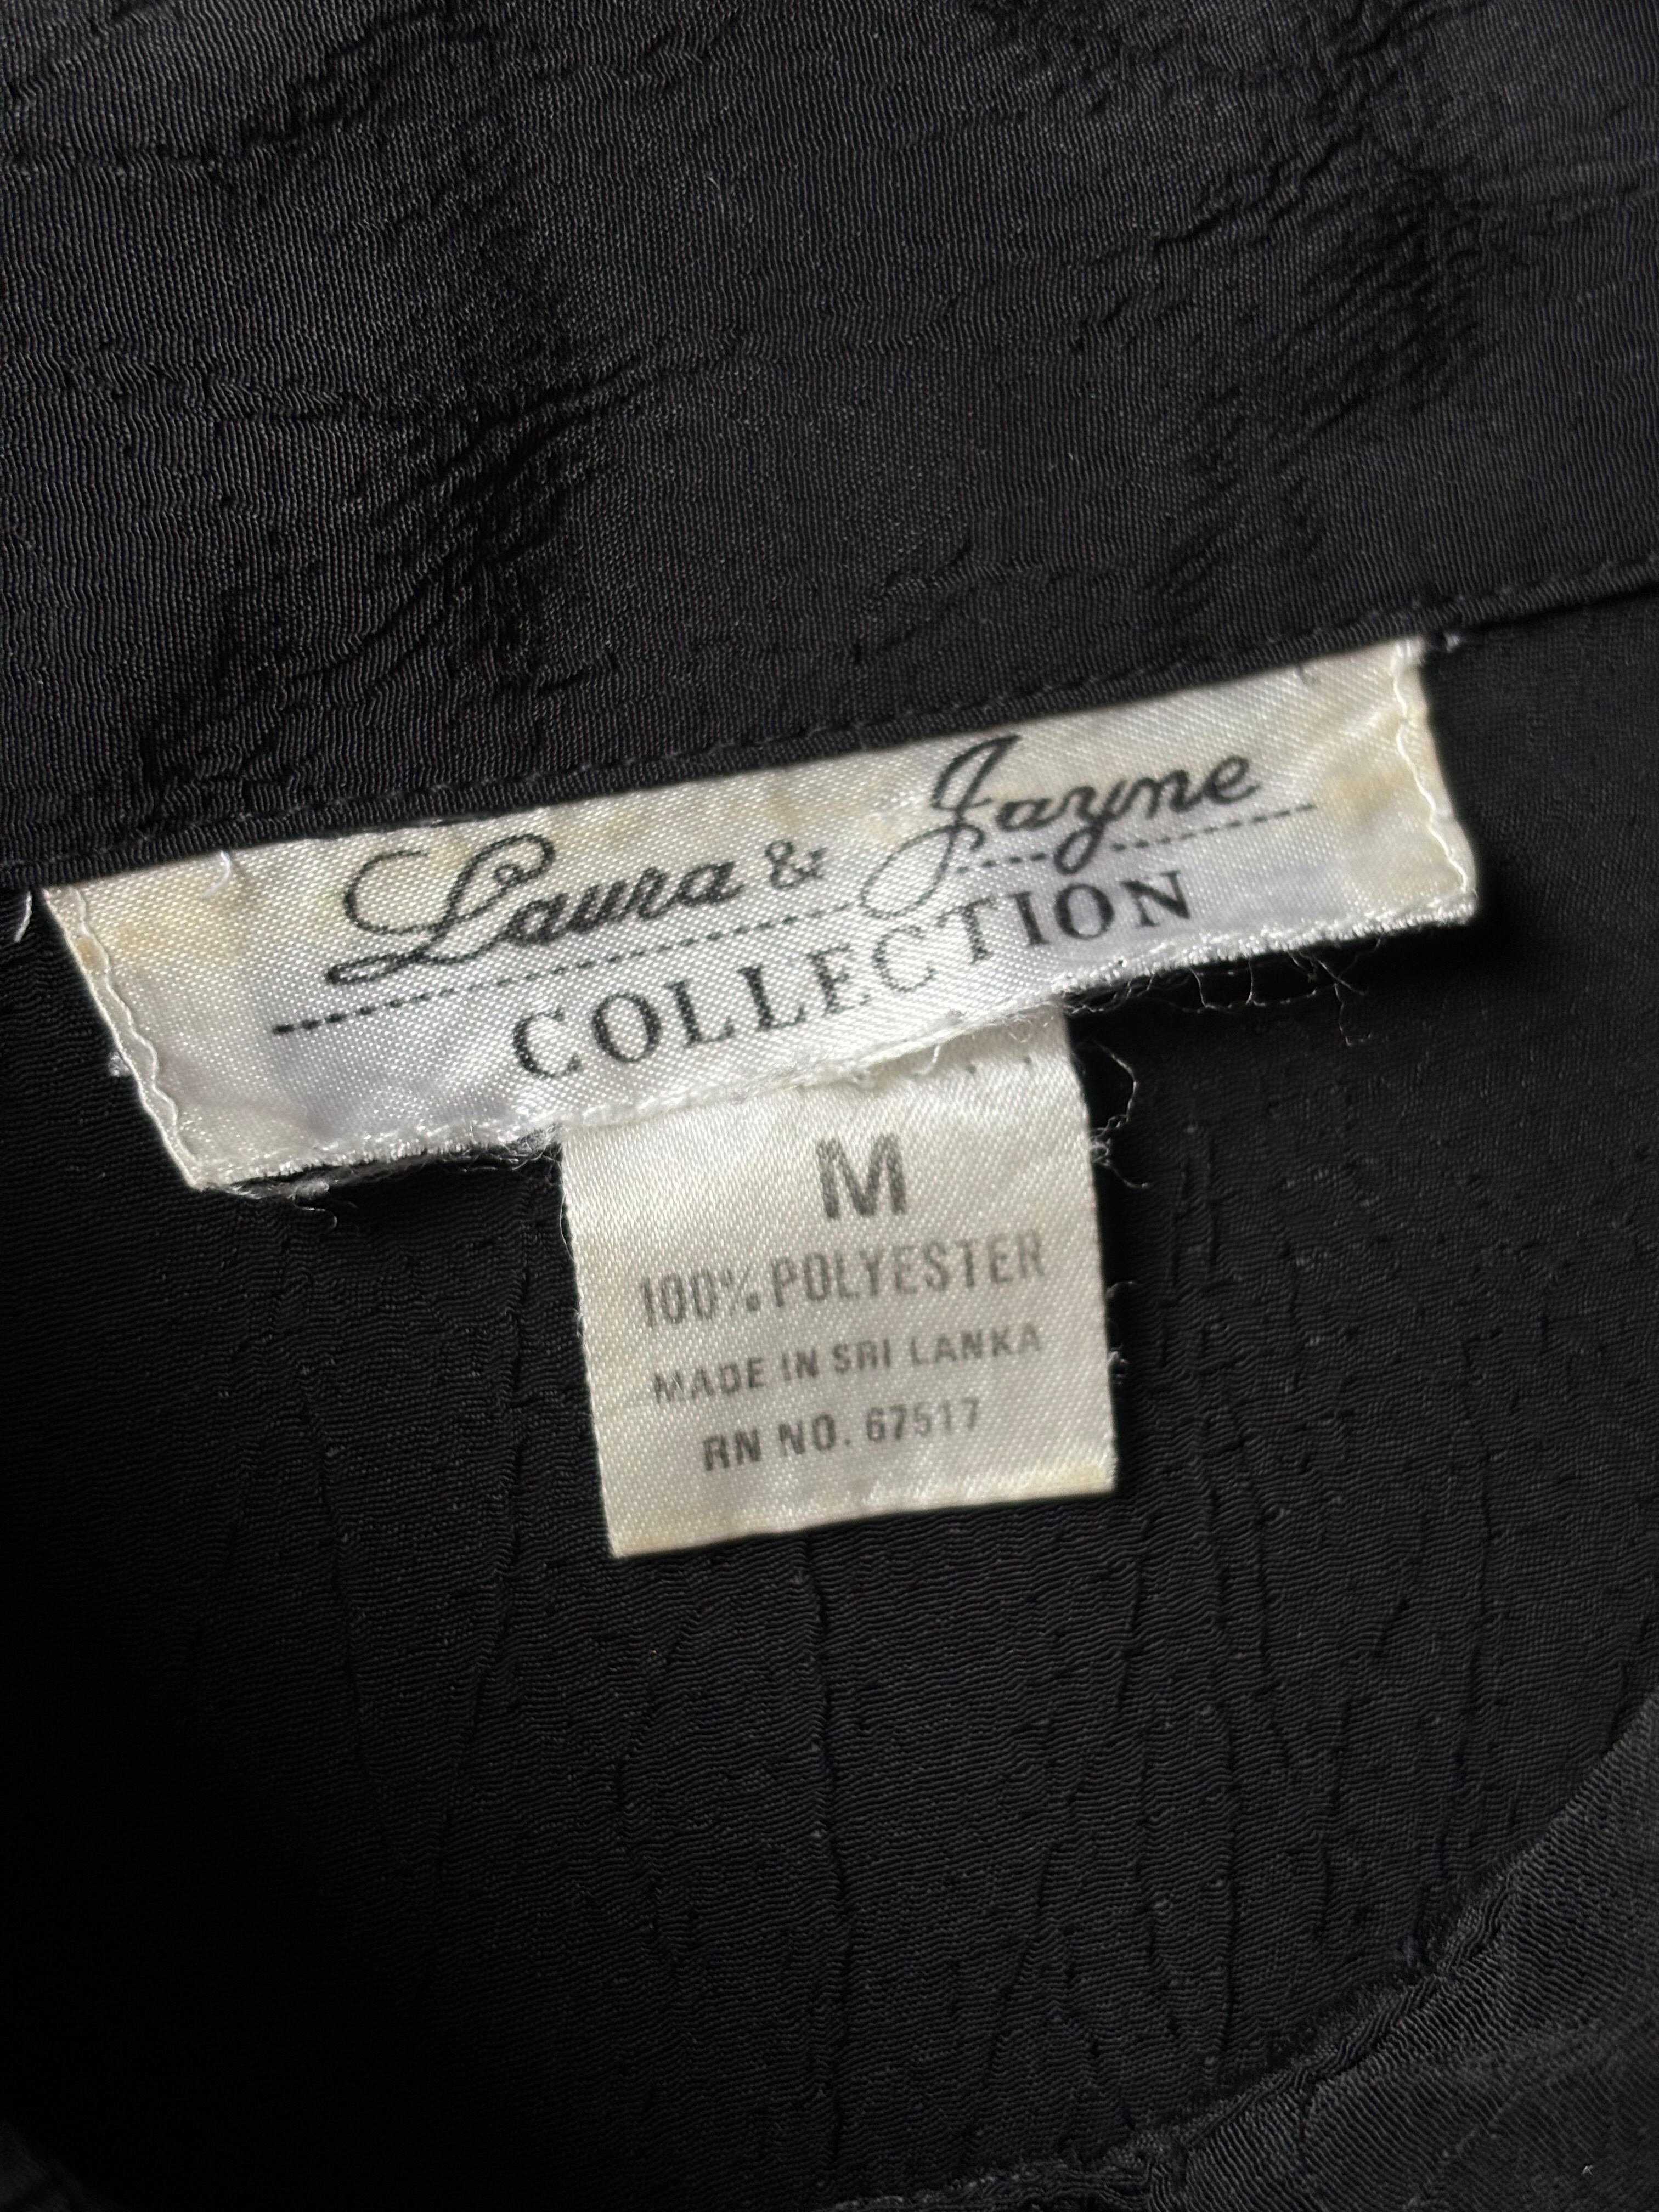 Laura & Jayne
COLLECTION
M
100% POLYESTER
MADE IN SRI LANKA
RN NO. 67517